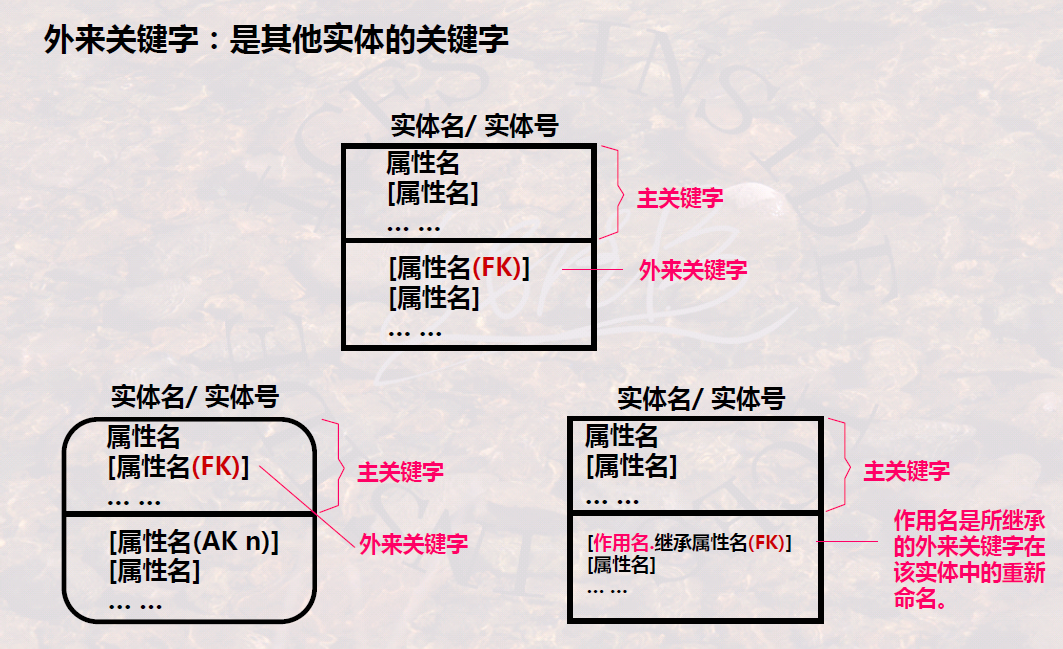 外来关键字：是其他实体的关键字
实体名/ 实体号
属性名
[属性名]
... ...
主关键字
[属性名(FK)]
外来关键字
[属性名]
... ...
实体名/ 实体号
属性名
[属性名(FK)]
... ...
主关键字
[属性名(AK n)]
外来关键字
[属性名]
... ...
实体名/ 实体号
属性名
[属性名]
... ...
主关键字
[作用名.继承属性名(FK)]
[属性名]
... ...
作用名是所继承
的外来关键字在
该实体中的重新
命名。